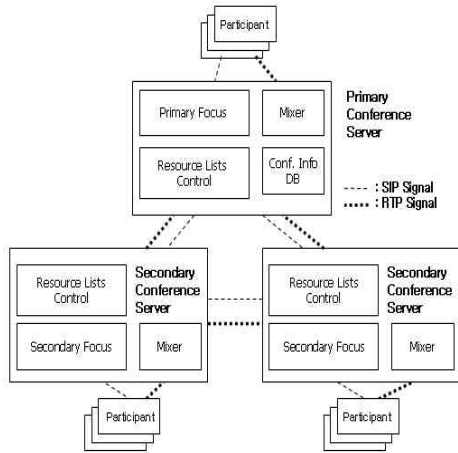 Participant
Primary Focus
Mixer
Resource Lists
Control
Conf. Info
DB
Primary
Conference
Server
: SIP Signal
: RTP Signal
Resource Lists
Control
Secondary
Conference
Server
Secondary Focus
Mixer
Resource Lists
Control
Secondary
Conference
Server
Secondary Focus
Mixer
Participant
Participant